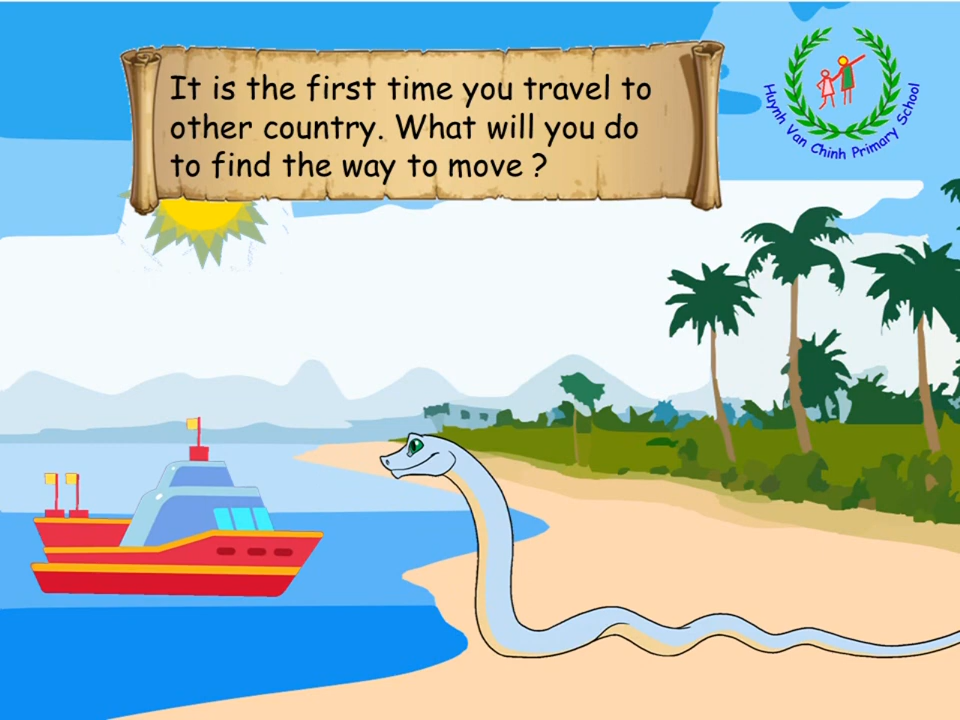 It is the first time you travel to
other country. What will you do
to find the way to move ?
Huynh Van Chinh Primary School